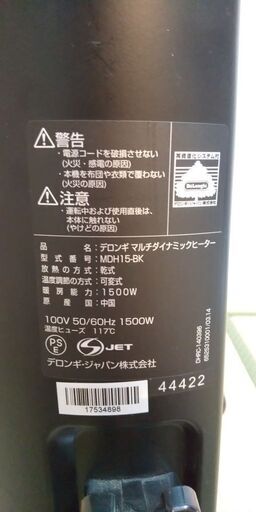 警告
・電源コードを破損させない
(火災・感電の原因)
・本機を布団や衣類で覆わない
(火災の原因)
注意
・運転中および使用直後は、
本体に触れない
(やけどの原因)
DeLonghi
品名：デロンギ マルチダイナミックヒーター
型式番号：MDH15-BK
放熱の方式：乾式
温度調節方式：可変式
暖房能力：1500W
原産国：中国
100V 50/60Hz 1500W
温度ヒューズ 117℃
PS
E
S JET
デロンギ・ジャパン株式会社
17534898
44422